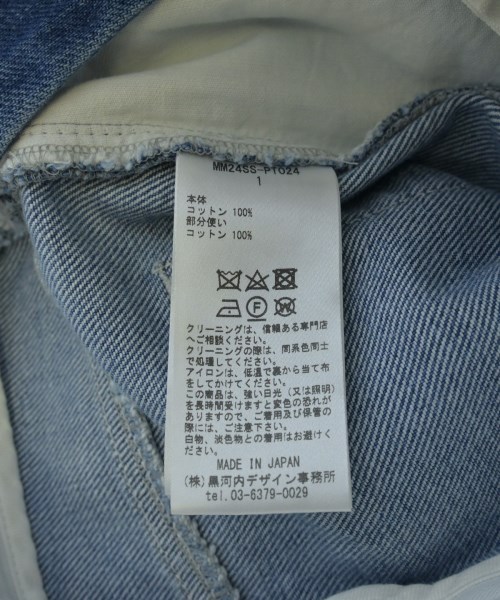 MM24SS-PT024
1
本体
コットン 100%
部分使い
コットン 100%
クリーニングは、信頼ある専門店
へご相談ください。
クリーニングの際は、同系色同士
で処理してください。
アイロンは、低温で裏から当て布
をしてかけてください。
この商品は、強い日光（又は照明）
を長時間受けますと変色の恐れが
ありますので、ご着用及び保管の
際には、ご注意下さい。
白物、淡色物との着用はお避けく
ださい。
MADE IN JAPAN
（株）黒河内デザイン事務所
tel.03-6379-0029